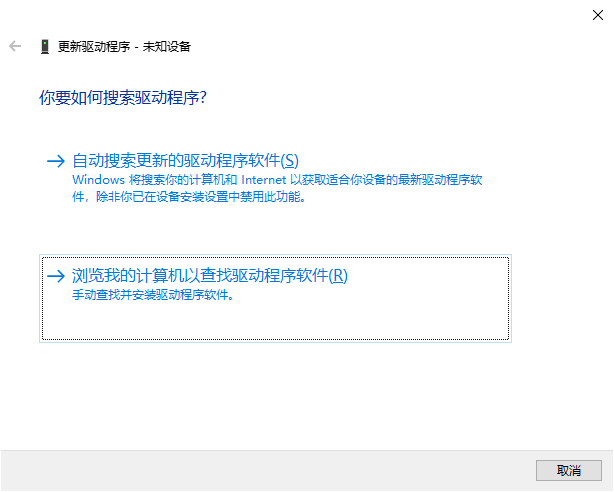 更新驱动程序 - 未知设备
你要如何搜索驱动程序?
自动搜索更新的驱动程序软件(S)
Windows 将搜索你的计算机和 Internet 以获取适合你设备的最新驱动程序软
件，除非你已在设备安装设置中禁用此功能。
浏览我的计算机以查找驱动程序软件(R)
手动查找并安装驱动程序软件。
取消